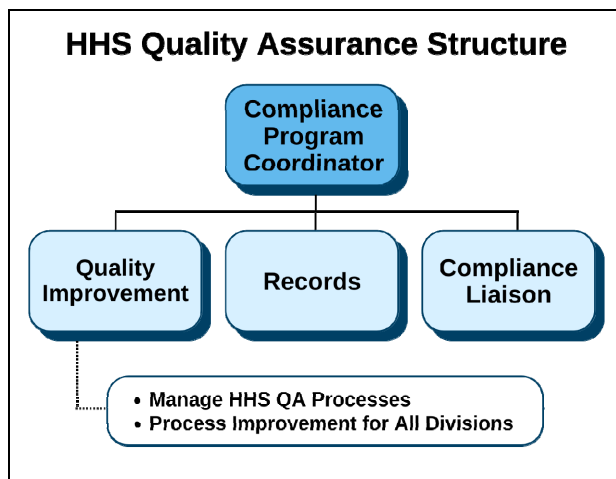 HHS Quality Assurance Structure
Compliance
Program
Coordinator
Quality
Improvement
Records
Compliance
Liaison
• Manage HHS QA Processes
• Process Improvement for All Divisions